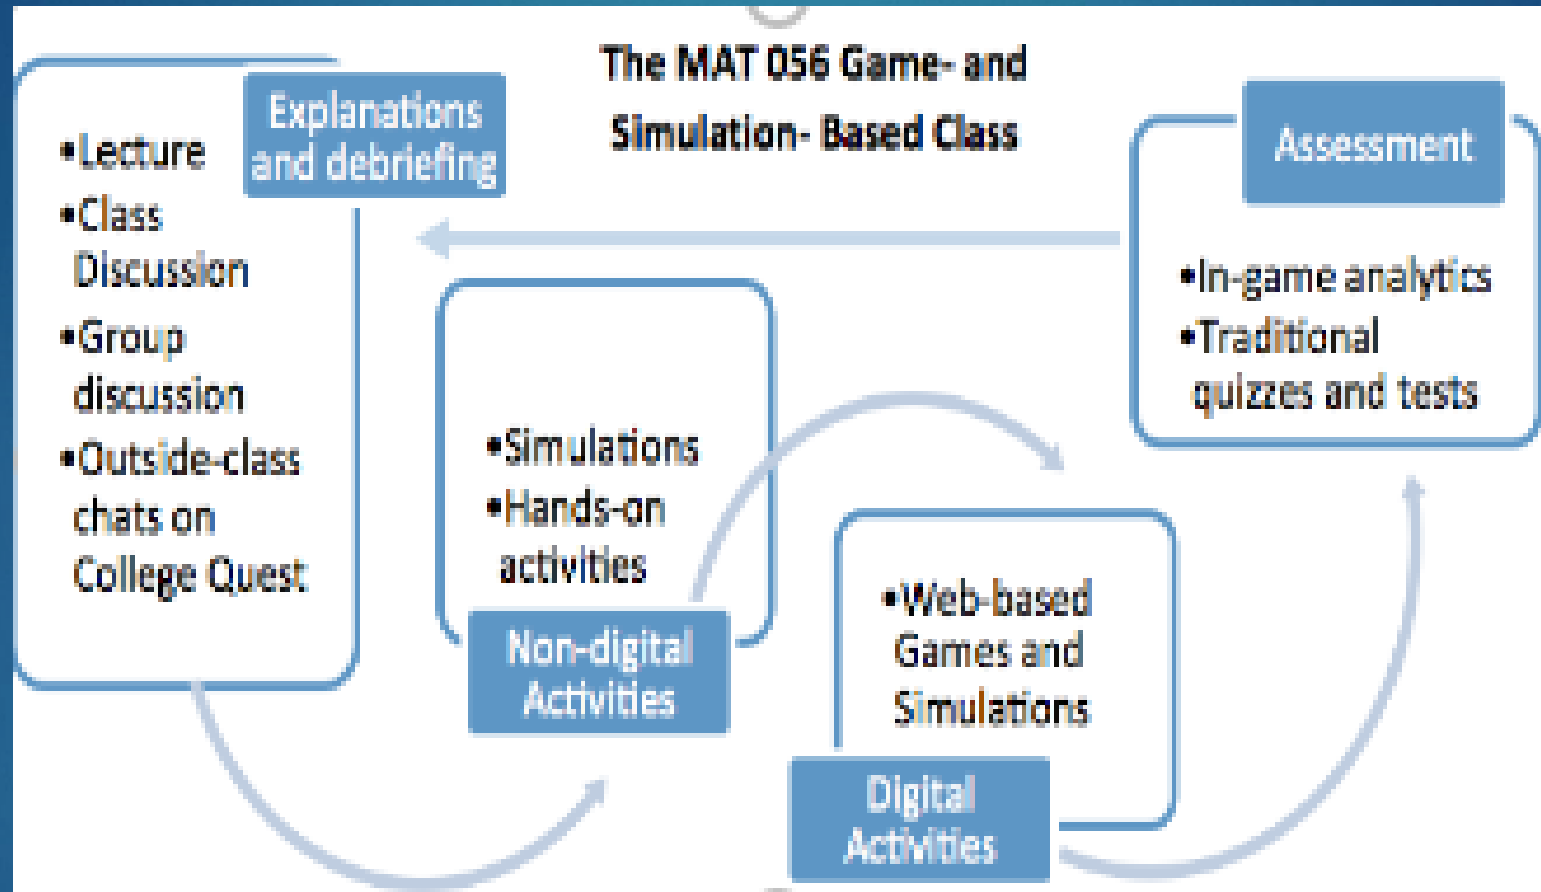 The MAT 056 Game- and
Simulation- Based Class
Explanations
and debriefing
•Lecture
•Class
Discussion
•Group
discussion
•Outside-class
chats on
College Quest
•Simulations
•Hands-on
activities
Non-digital
Activities
•Web-based
Games and
Simulations
Digital
Activities
Assessment
•In-game analytics
•Traditional
quizzes and tests